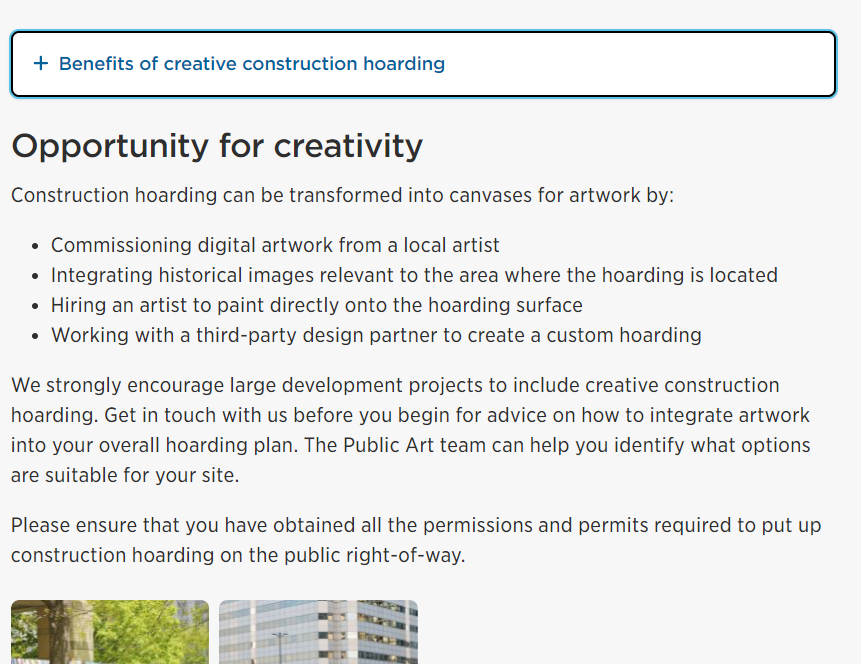 + Benefits of creative construction hoarding
Opportunity for creativity
Construction hoarding can be transformed into canvases for artwork by:
• Commissioning digital artwork from a local artist
• Integrating historical images relevant to the area where the hoarding is located
• Hiring an artist to paint directly onto the hoarding surface
• Working with a third-party design partner to create a custom hoarding
We strongly encourage large development projects to include creative construction
hoarding. Get in touch with us before you begin for advice on how to integrate artwork
into your overall hoarding plan. The Public Art team can help you identify what options
are suitable for your site.
Please ensure that you have obtained all the permissions and permits required to put up
construction hoarding on the public right-of-way.